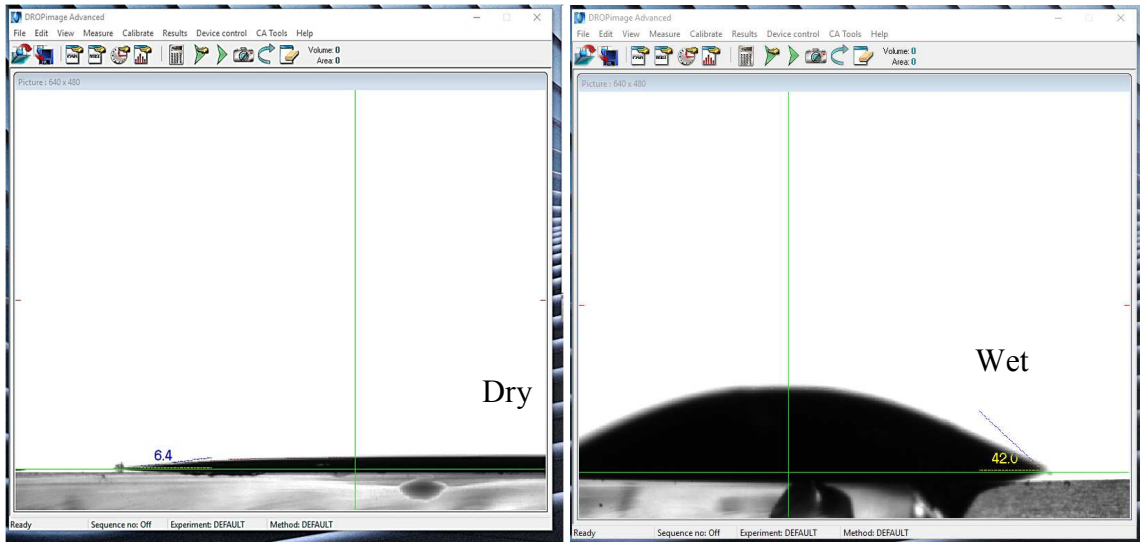 DROPimage Advanced
File Edit View Measure Calibrate Results Device control CA Tools Help
Volume: 0
Area: 0
Picture : 640 x 480
Dry
6.4
Ready Sequence no: Off Experiment: DEFAULT Method: DEFAULT
DROPimage Advanced
File Edit View Measure Calibrate Results Device control CA Tools Help
Volume: 0
Area: 0
Picture : 640 x 480
Wet
42.0
Ready Sequence no: Off Experiment: DEFAULT Method: DEFAULT